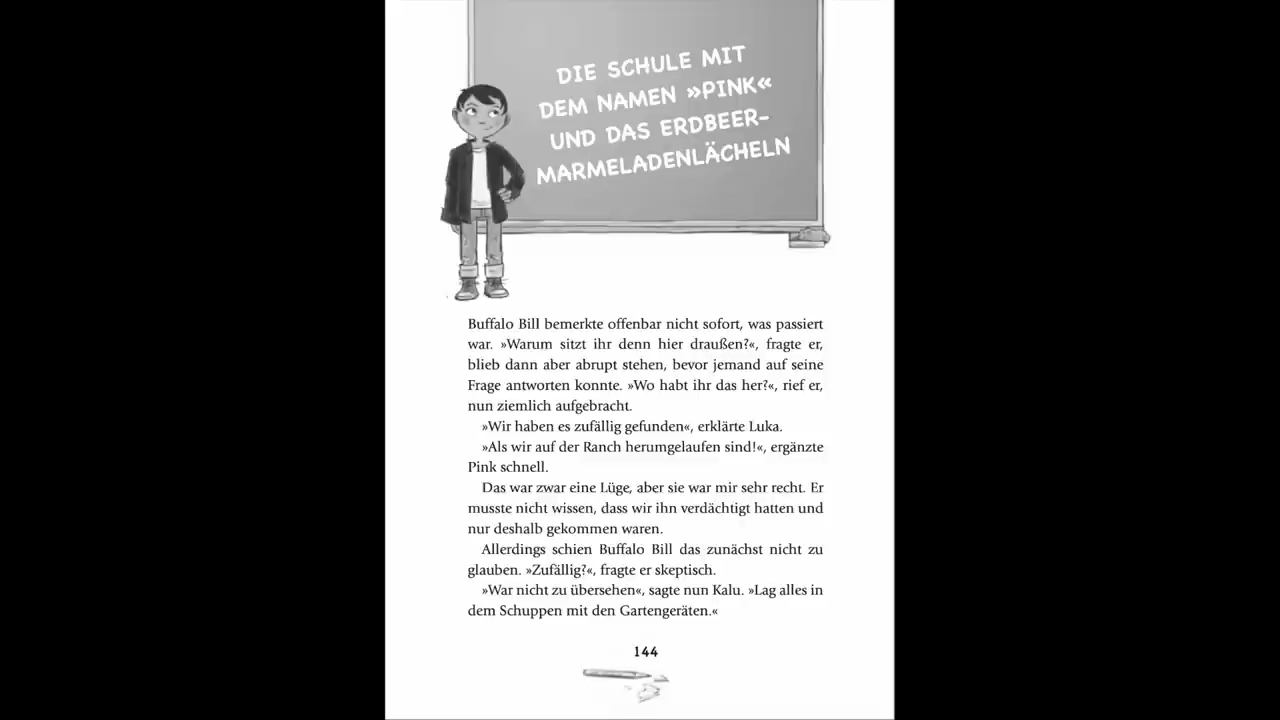 DIE SCHULE MIT
DEM NAMEN »PINK«
UND DAS ERDBEER-
MARMELADENLÄCHELN
Buffalo Bill bemerkte offenbar nicht sofort, was passiert
war. »Warum sitzt ihr denn hier draußen?«, fragte er,
blieb dann aber abrupt stehen, bevor jemand auf seine
Frage antworten konnte. »Wo habt ihr das her?«, rief er,
nun ziemlich aufgebracht.
»Wir haben es zufällig gefunden«, erklärte Luka.
»Als wir auf der Ranch herumgelaufen sind!«, ergänzte
Pink schnell.
Das war zwar eine Lüge, aber sie war mir sehr recht. Er
musste nicht wissen, dass wir ihn verdächtigt hatten und
nur deshalb gekommen waren.
Allerdings schien Buffalo Bill das zunächst nicht zu
glauben. »Zufällig?«, fragte er skeptisch.
»War nicht zu übersehen«, sagte nun Kalu. »Lag alles in
dem Schuppen mit den Gartengeräten.«
144